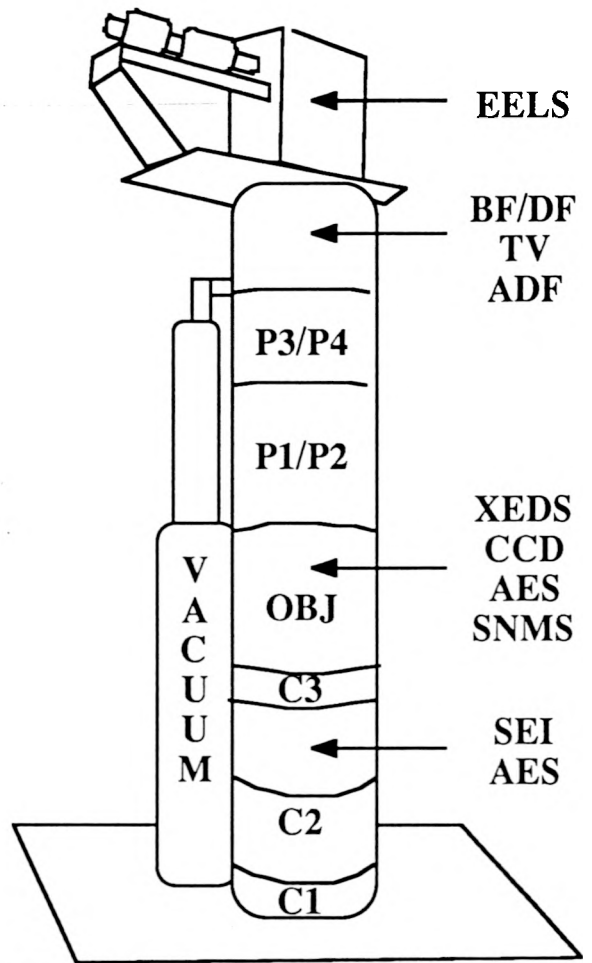 EELS
BF/DF
TV
ADF
P3/P4
P1/P2
XEDS
CCD
AES
SNMS
OBJ
VACUUM
C3
SEI
AES
C2
C1